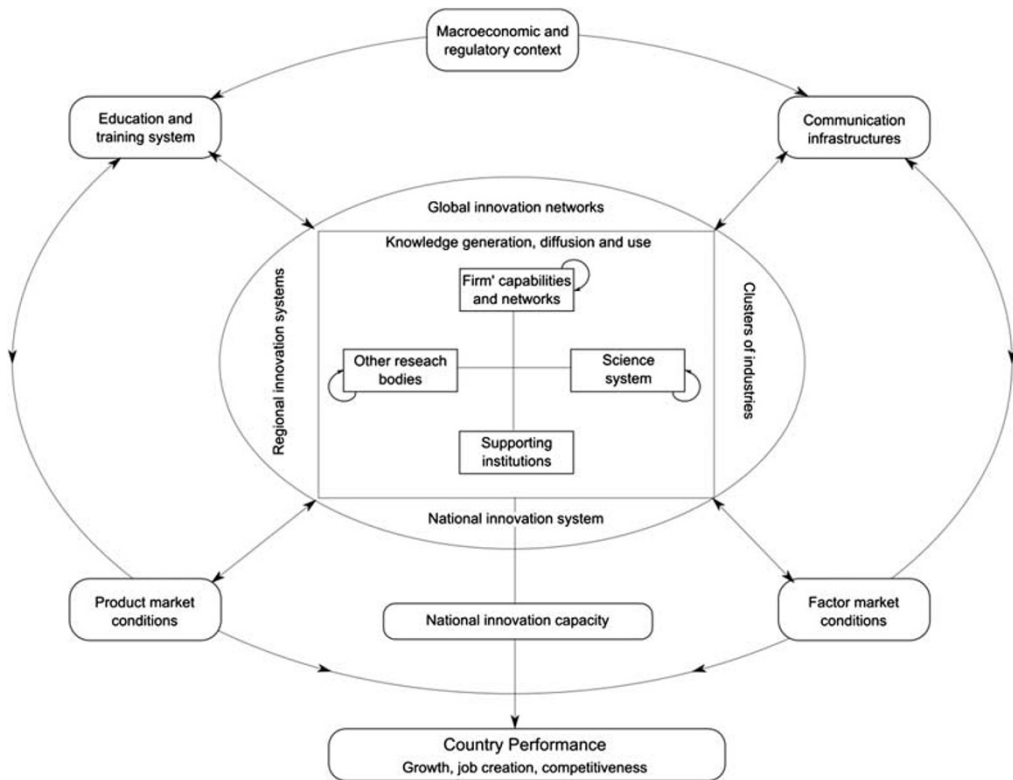 Macroeconomic and
regulatory context
Education and
training system
Communication
infrastructures
Global innovation networks
Knowledge generation, diffusion and use
Firm' capabilities
and networks
Regional innovation systems
Clusters of industries
Other reseach
bodies
Science
system
Supporting
institutions
National innovation system
Product market
conditions
National innovation capacity
Factor market
conditions
Country Performance
Growth, job creation, competitiveness